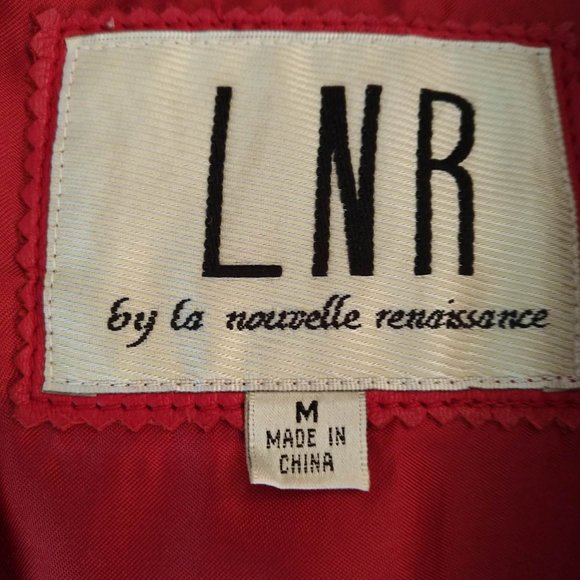 LNR
by la nouvelle renaissance
M
MADE IN
CHINA